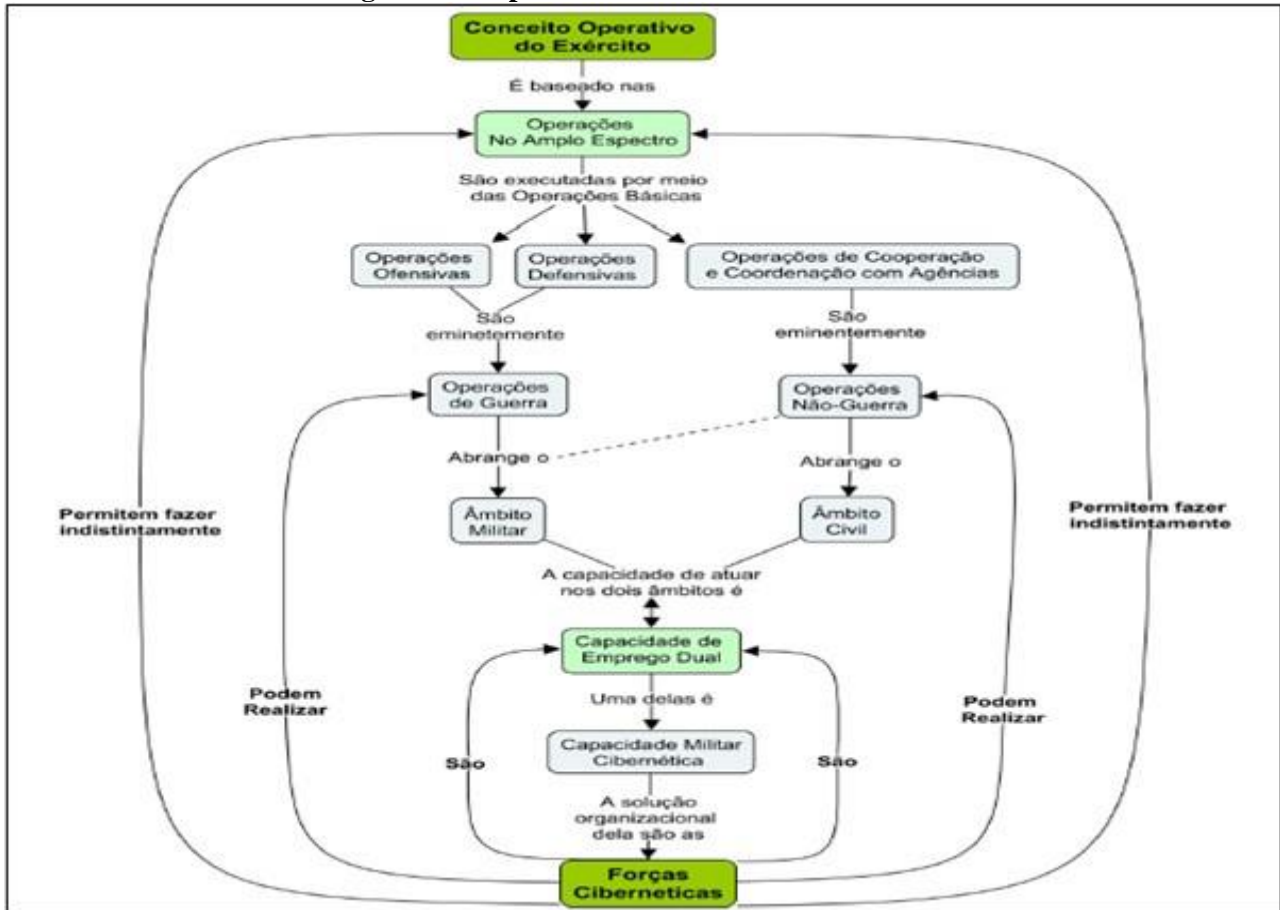 Conceito Operativo
do Exército
É baseado nas
Operações
No Amplo Espectro
São executadas por meio
das Operações Básicas
Operações
Ofensivas
Operações
Defensivas
Operações de Cooperação
e Coordenação com Agências
São
eminetemente
São
eminentemente
Operações
de Guerra
Operações
Não-Guerra
Abrange o
Abrange o
Âmbito
Militar
Âmbito
Civil
Permitem fazer
indistintamente
Permitem fazer
indistintamente
A capacidade de atuar
nos dois âmbitos é
Capacidade de
Emprego Dual
Uma delas é
Podem
Realizar
Podem
Realizar
Capacidade Militar
Cibernética
São
São
A solução
organizacional
dela são as
Forças
Ciberneticas